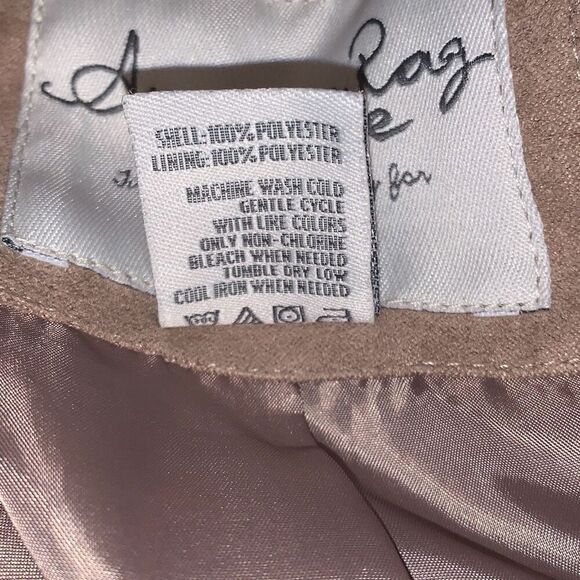 A Rag
SHELL:100% POLYESTER
LINING:100% POLYESTER
MACHINE WASH COLD
GENTLE CYCLE
WITH LIKE COLORS
ONLY NON-CHLORINE
BLEACH WHEN NEEDED
TUMBLE DRY LOW
COOL IRON WHEN NEEDED